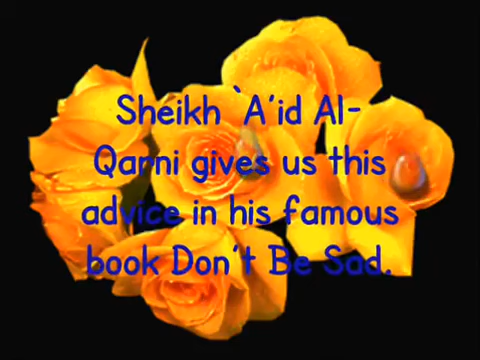 Sheikh `A'id Al-
Qarni gives us this
advice in his famous
book Don't Be Sad.